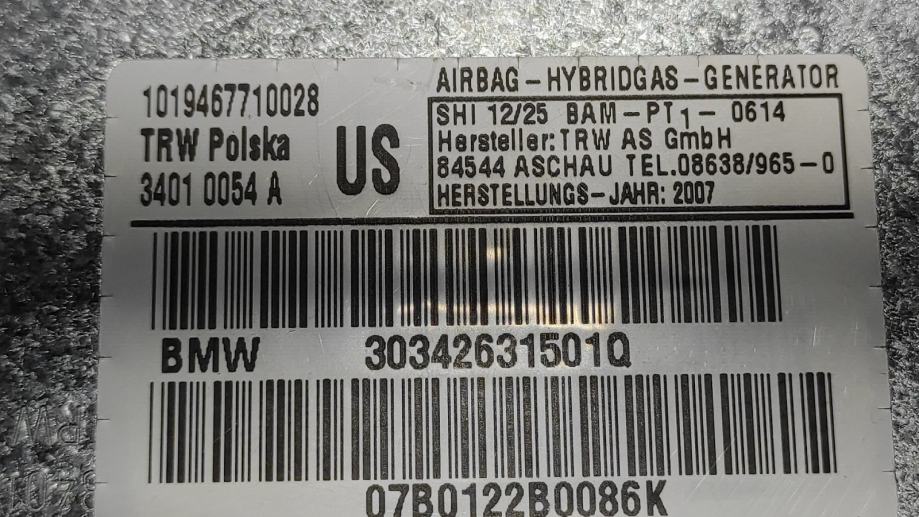 1019467710028
TRW Polska
3401 0054 A
US
AIRBAG-HYBRIDGAS-GENERATOR
SHI 12/25 BAM-PT1-0614
Hersteller: TRW AS GmbH
84544 ASCHAU TEL.08638/965-0
HERSTELLUNGS-JAHR: 2007
BMW 30342631501Q
07B0122B0086K